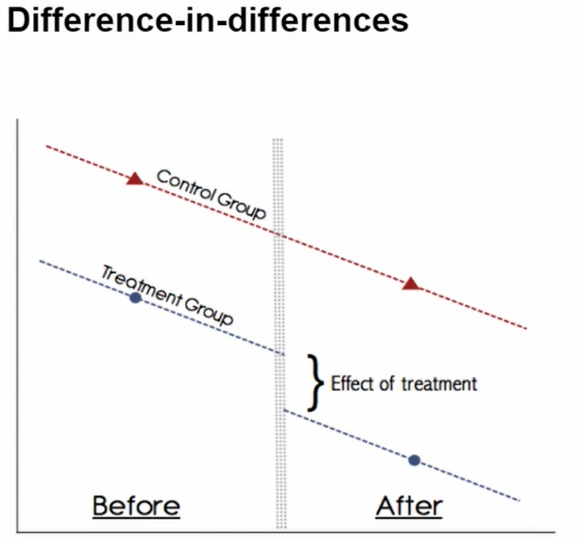 Difference-in-differences
Control Group
Treatment Group
} Effect of treatment
Before
After